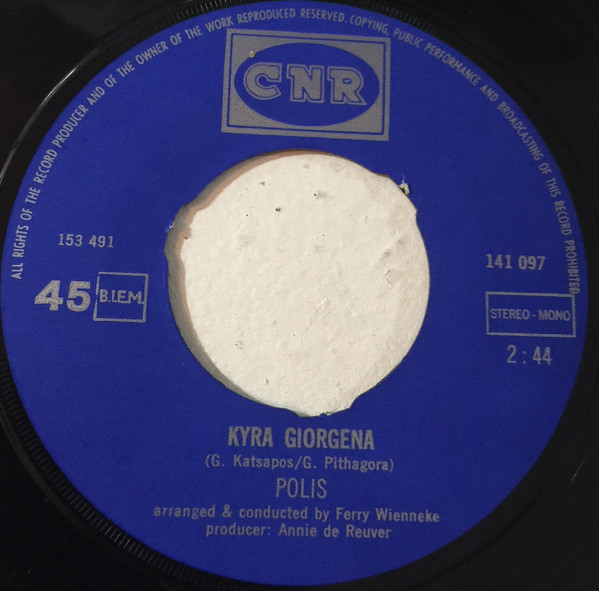 ALL RIGHTS OF THE RECORD PRODUCER AND OF THE OWNER OF THE WORK REPRODUCED RESERVED. COPYING, PUBLIC PERFORMANCE AND BROADCASTING OF THIS RECORD PROHIBITED
CNR
153 491
45 B.I.E.M.
141 097
STEREO - MONO
2:44
KYRA GIORGENA
(G. Katsapos/G. Pithagora)
POLIS
arranged & conducted by Ferry Wienneke
producer: Annie de Reuver